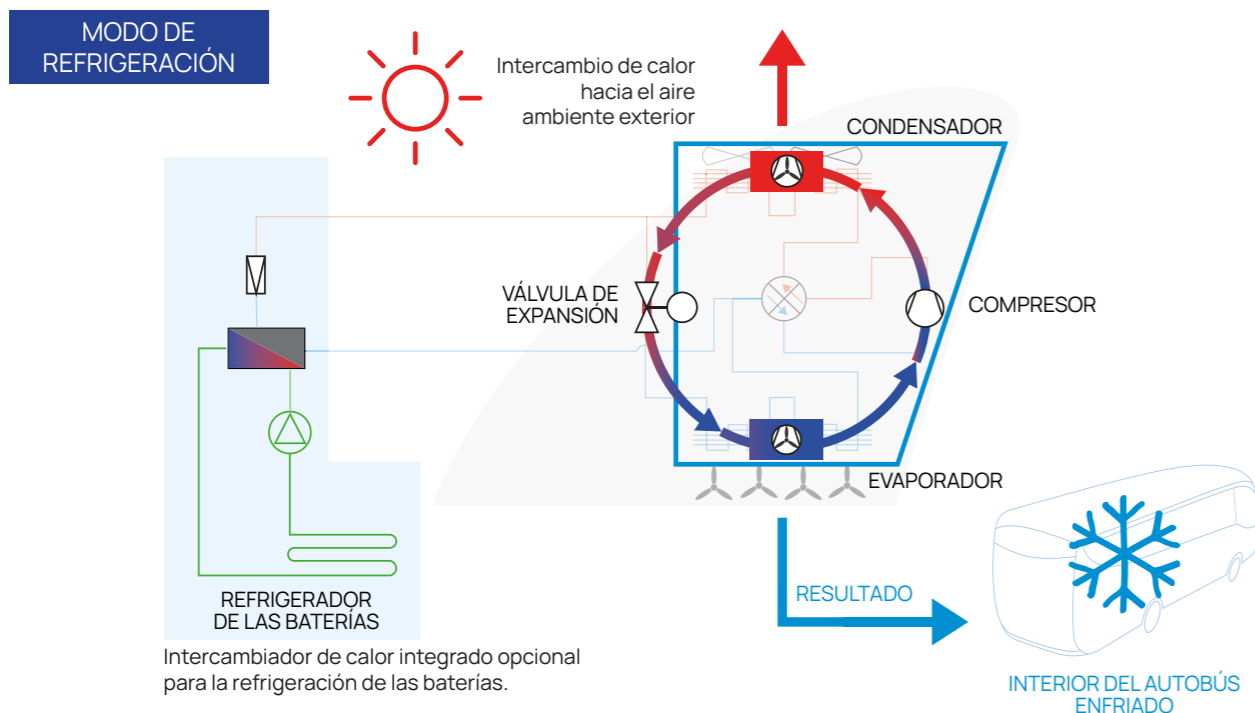 MODO DE
REFRIGERACIÓN
Intercambio de calor
hacia el aire
ambiente exterior
CONDENSADOR
VÁLVULA DE
EXPANSIÓN
COMPRESOR
EVAPORADOR
RESULTADO
REFRIGERADOR
DE LAS BATERÍAS
Intercambiador de calor integrado opcional
para la refrigeración de las baterías.
INTERIOR DEL AUTOBÚS
ENFRIADO